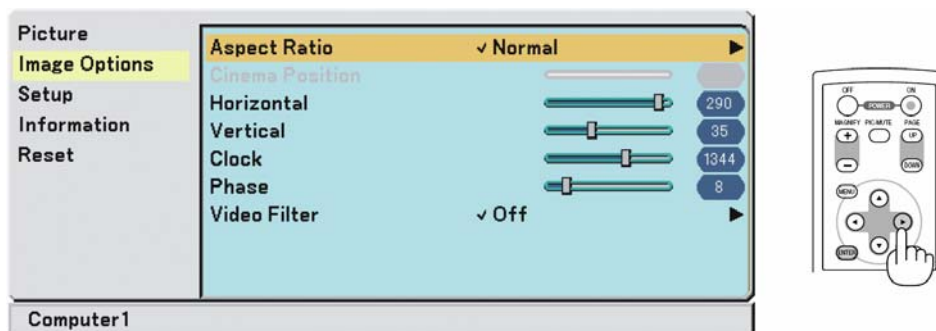 Picture
Image Options
Setup
Information
Reset
Aspect Ratio ✓ Normal
Cinema Position
Horizontal 290
Vertical 35
Clock 1344
Phase 8
Video Filter ✓ Off
Computer1
OFF ON
POWER
MAGNIFY PIC-MUTE PAGE
+ UP
− DOWN
MENU
ENTER